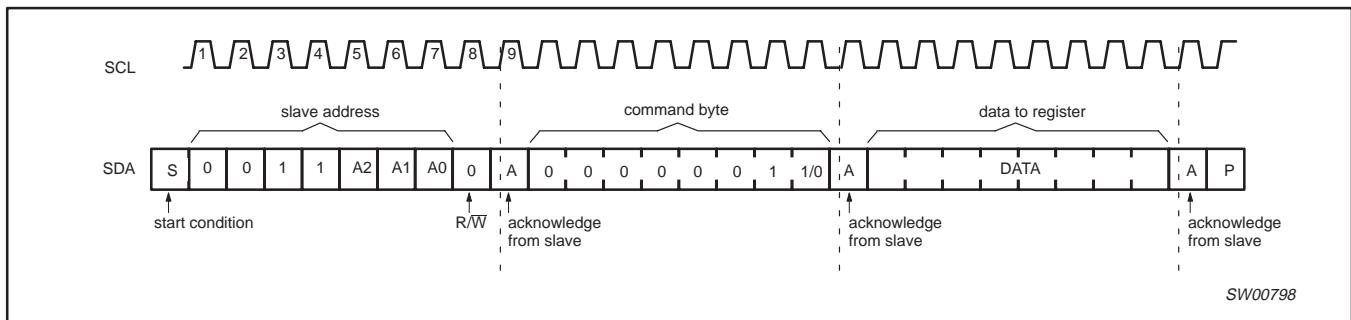 SCL 1 2 3 4 5 6 7 8 9
slave address command byte data to register
SDA S 0 0 1 1 A2 A1 A0 0 A 0 0 0 0 0 0 1 1/0 A DATA A P
start condition R/W̅ acknowledge from slave acknowledge from slave acknowledge from slave
SW00798